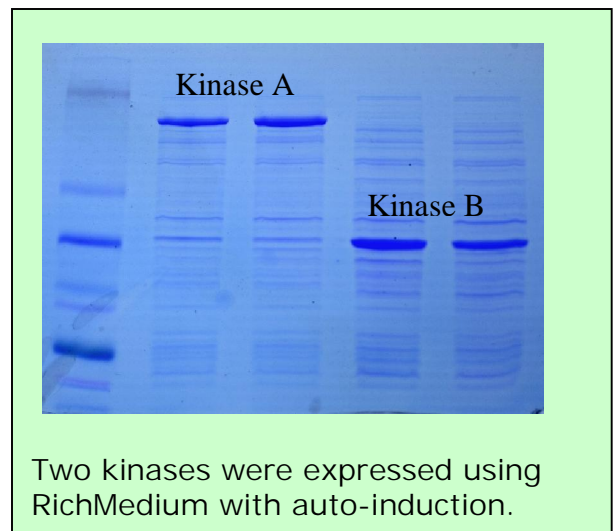 Kinase A
Kinase B
Two kinases were expressed using
RichMedium with auto-induction.